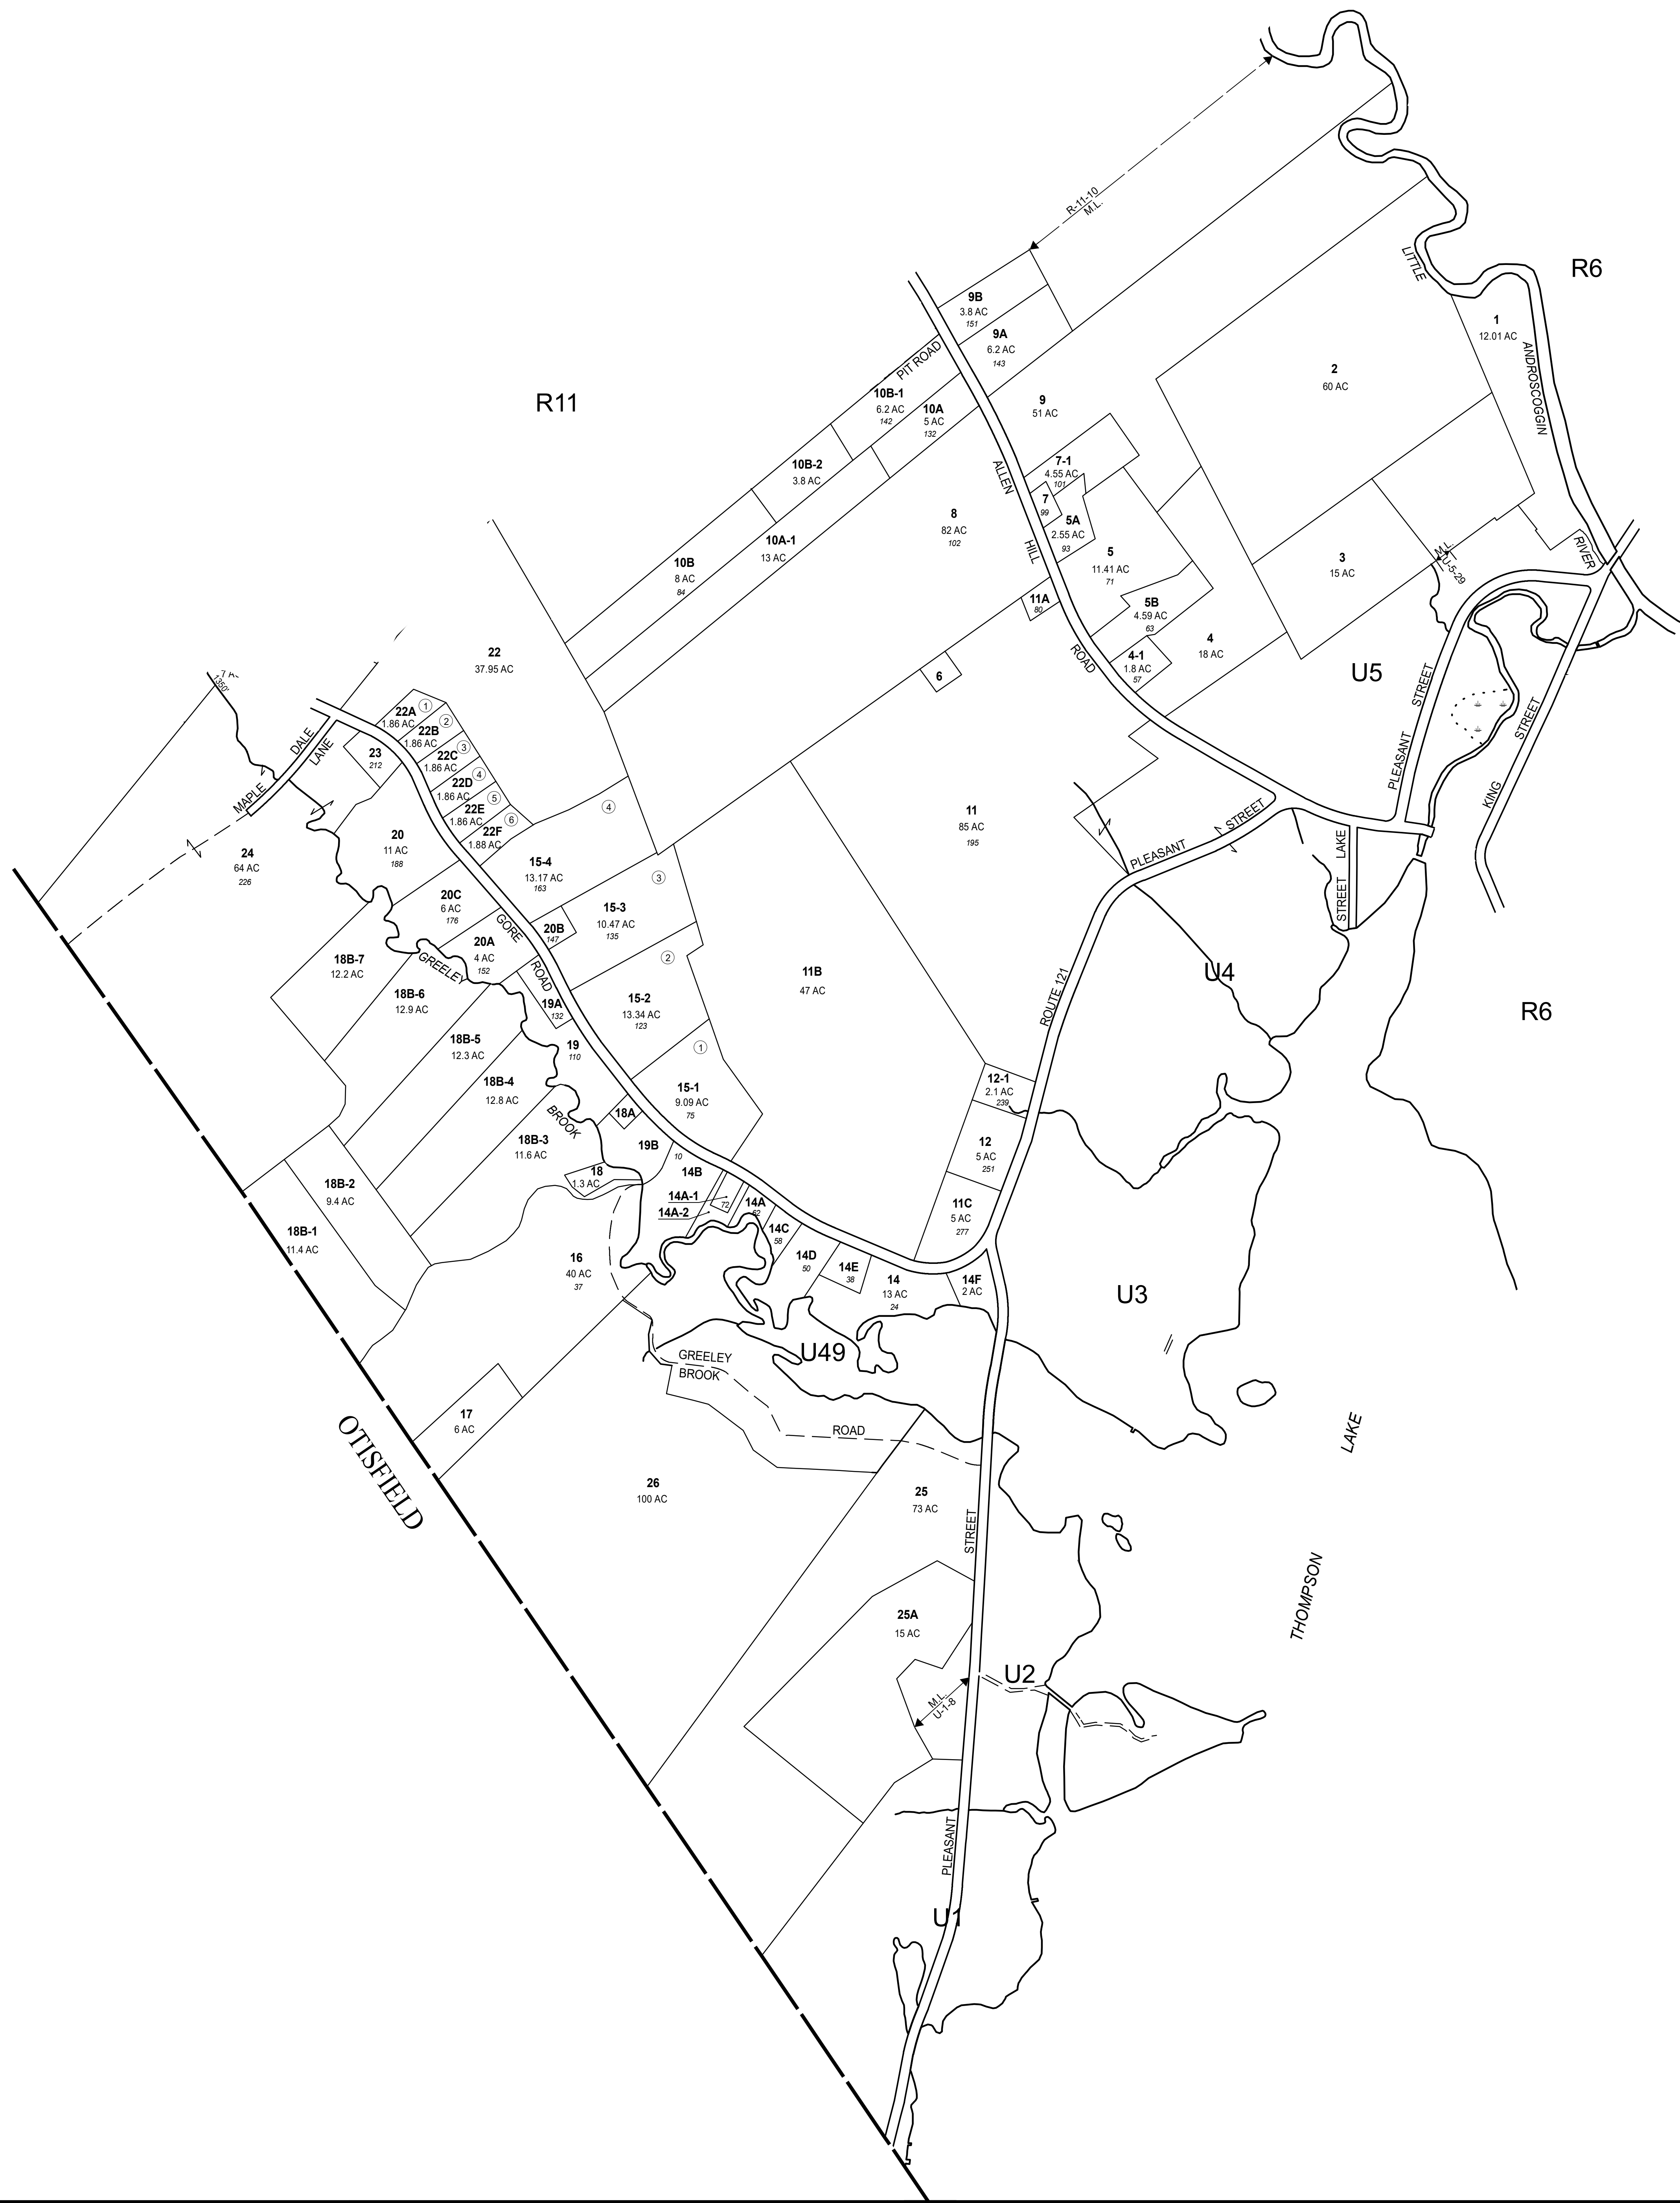 R-11-10
M.L.
LITTLE
R6
9B
3.8 AC
151
1
12.01 AC
9A
6.2 AC
143
PIT ROAD
ANDROSCOGGIN
2
60 AC
R11
10B-1
6.2 AC
142
10A
5 AC
132
9
51 AC
10B-2
3.8 AC
ALLEN
7-1
4.55 AC
101
7
99
8
82 AC
102
5A
2.55 AC
93
10A-1
13 AC
HILL
5
11.41 AC
71
M.L.
U-5-29
RIVER
3
15 AC
10B
8 AC
84
11A
80
5B
4.59 AC
63
4
18 AC
ROAD
4-1
1.8 AC
57
22
37.95 AC
6
U5
STREET
PLEASANT
STREET
KING
1350'
22A
1
1.86 AC
22B
2
1.86 AC
DALE
LANE
MAPLE
23
212
22C
3
1.86 AC
22D
4
1.86 AC
22E
5
1.86 AC
22F
6
1.88 AC
4
11
85 AC
195
STREET
PLEASANT
LAKE
STREET
20
11 AC
188
24
64 AC
226
15-4
13.17 AC
163
3
20C
6 AC
176
15-3
10.47 AC
135
GORE
20B
147
20A
4 AC
152
18B-7
12.2 AC
GREELEY
2
11B
47 AC
U4
ROAD
18B-6
12.9 AC
19A
132
15-2
13.34 AC
123
ROUTE 121
R6
18B-5
12.3 AC
19
110
1
18B-4
12.8 AC
15-1
9.09 AC
75
12-1
2.1 AC
239
BROOK
18A
18B-3
11.6 AC
19B
10
12
5 AC
251
18
1.3 AC
14B
18B-2
9.4 AC
14A-1
72
14A-2
14A
62
11C
5 AC
277
18B-1
11.4 AC
14C
58
16
40 AC
37
14D
50
14E
38
14
13 AC
24
14F
2 AC
U3
U49
GREELEY
BROOK
ROAD
17
6 AC
LAKE
OTISFIELD
26
100 AC
25
73 AC
STREET
THOMPSON
25A
15 AC
U2
M.L.
U-1-8
PLEASANT
U1